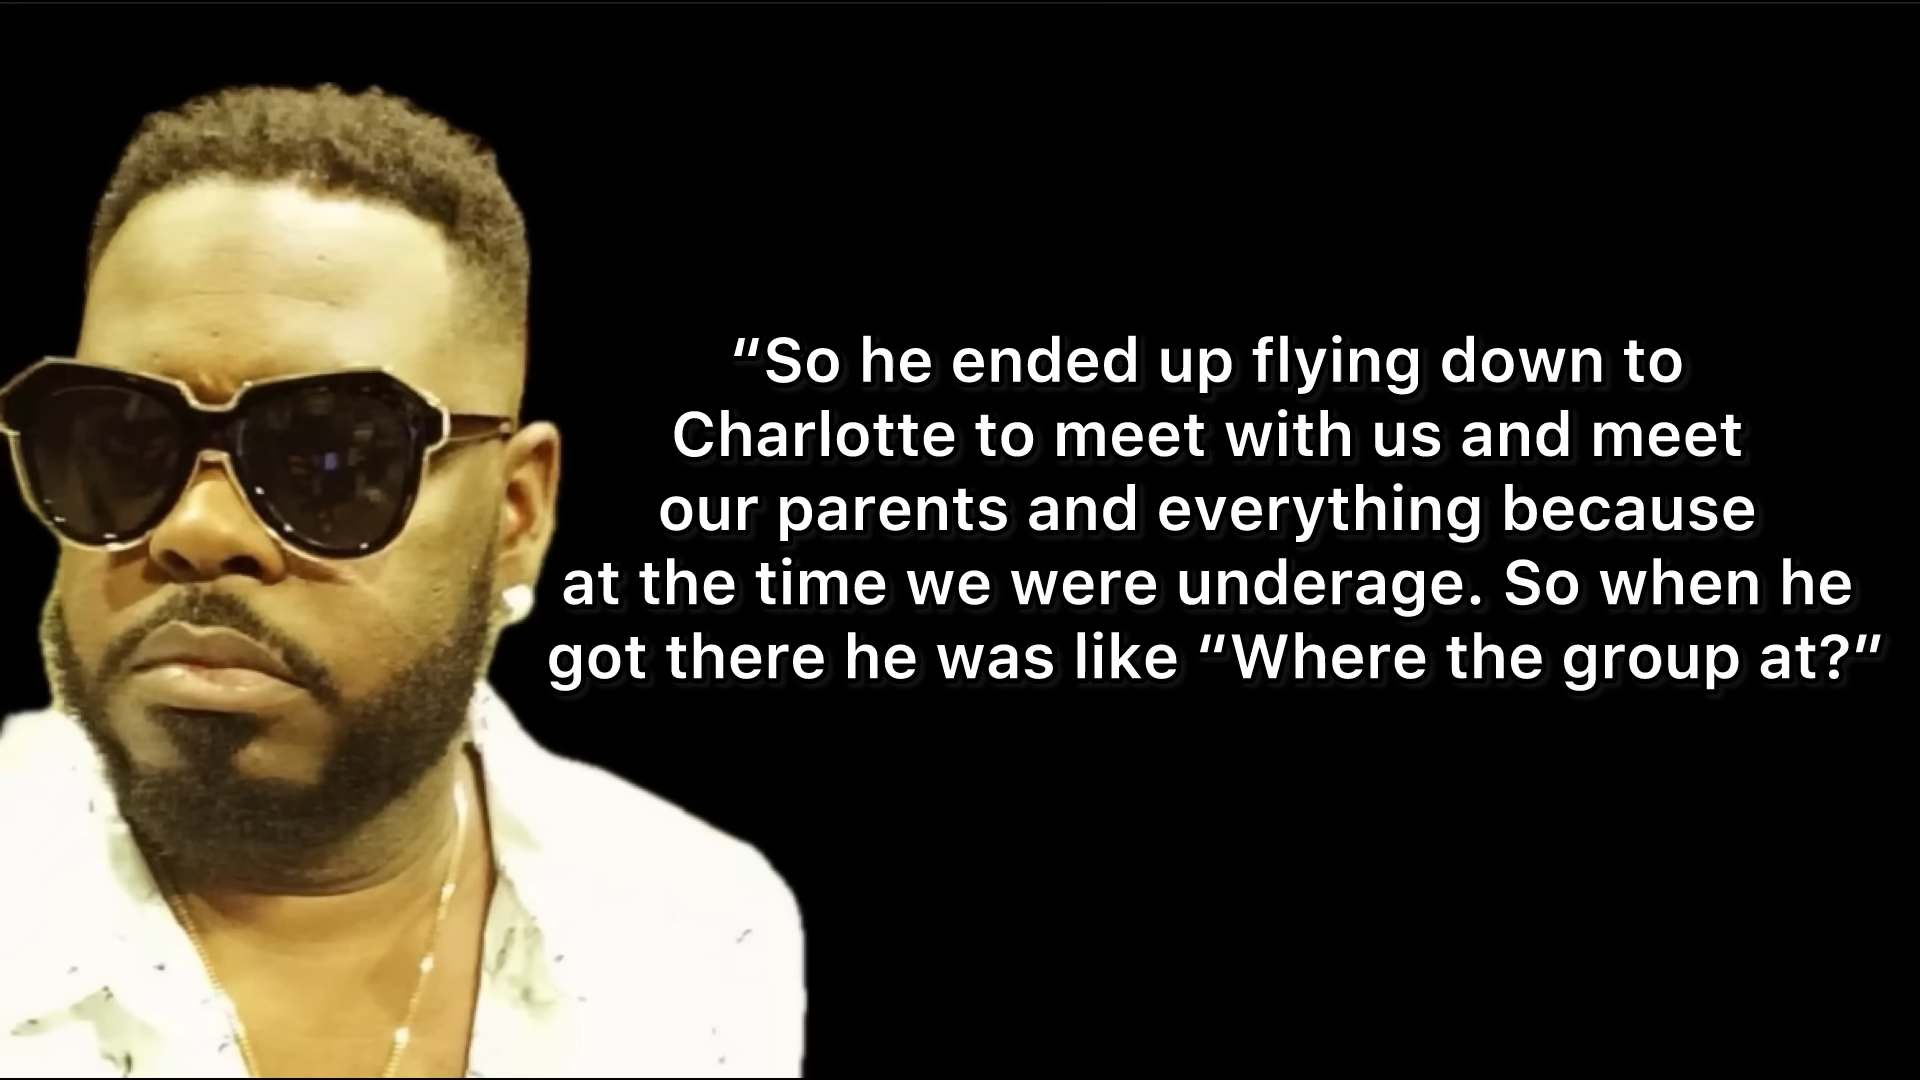 “So he ended up flying down to
Charlotte to meet with us and meet
our parents and everything because
at the time we were underage. So when he
got there he was like “Where the group at?”